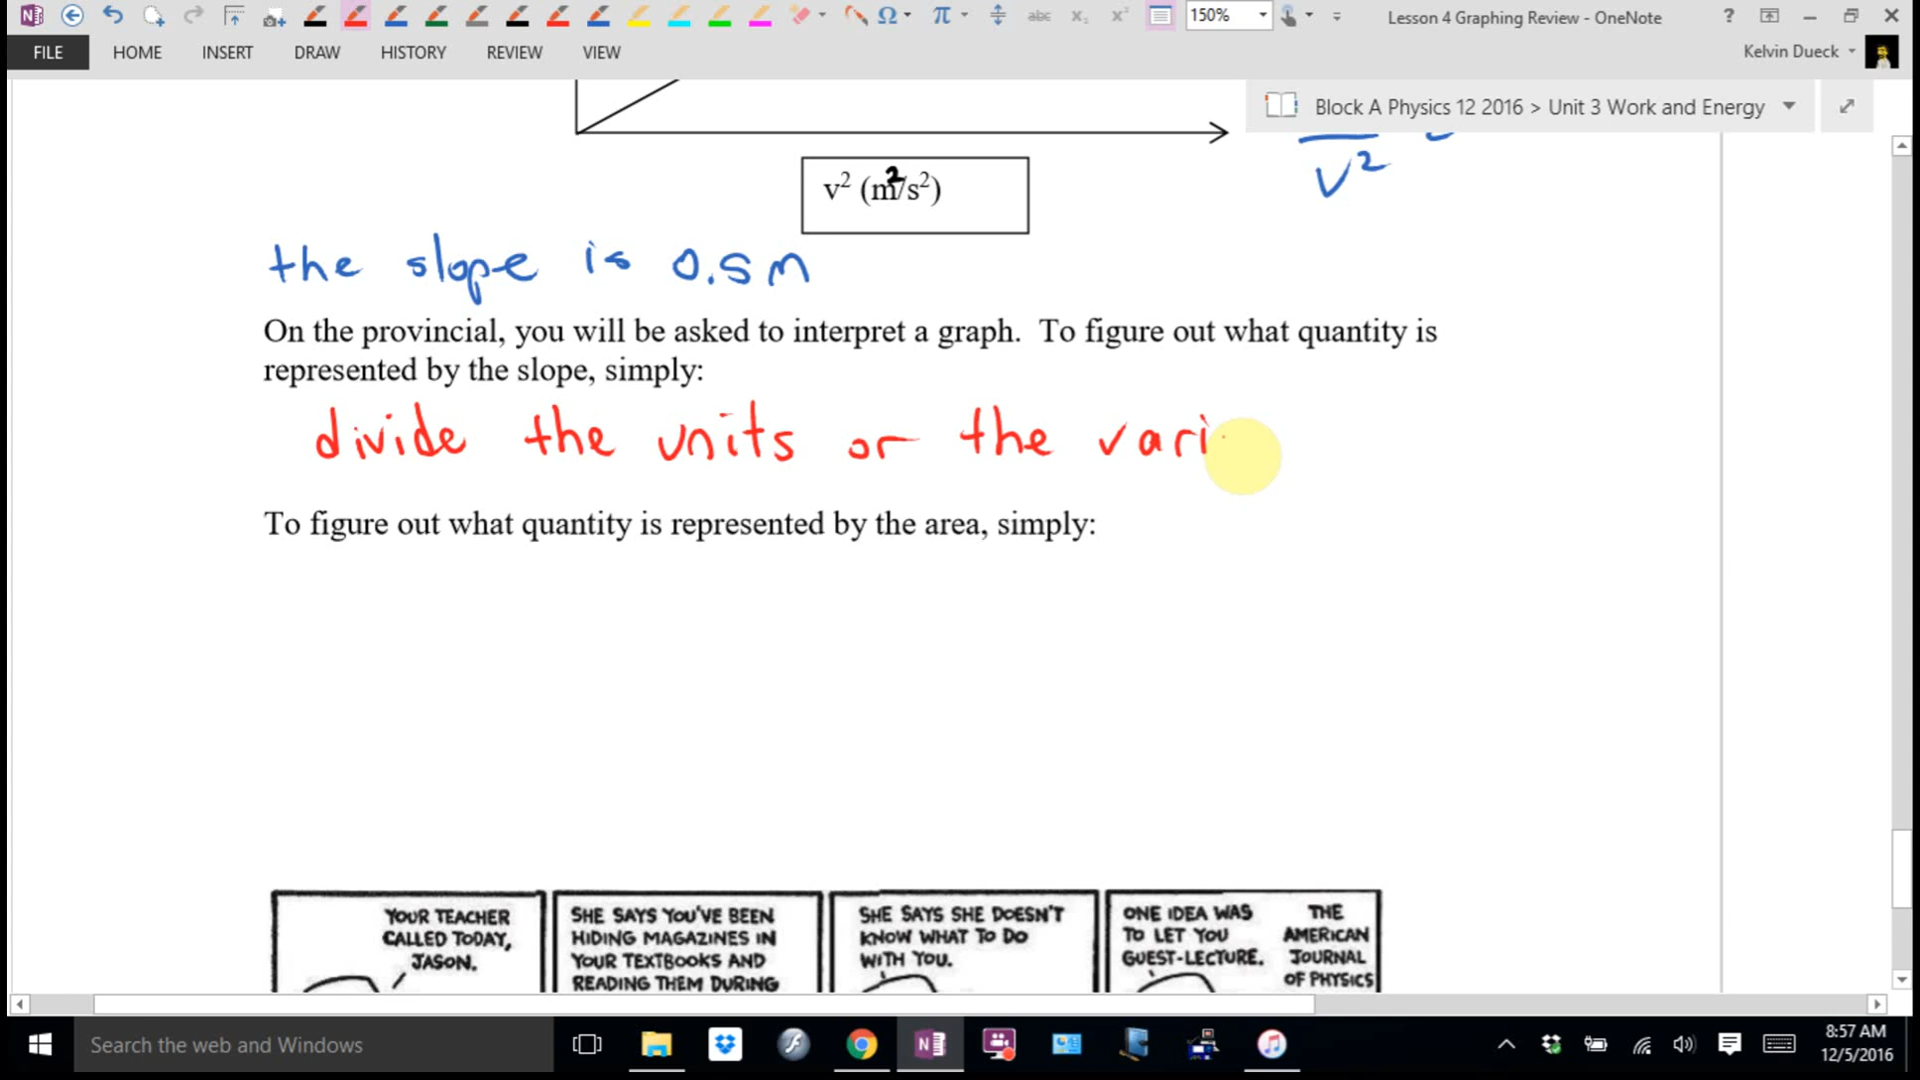 150%
Lesson 4 Graphing Review - OneNote
FILE HOME INSERT DRAW HISTORY REVIEW VIEW
Kelvin Dueck
Block A Physics 12 2016 > Unit 3 Work and Energy
v²
v² (m²/s²)
the slope is 0.5m
On the provincial, you will be asked to interpret a graph. To figure out what quantity is
represented by the slope, simply:
divide the units or the vari
To figure out what quantity is represented by the area, simply:
YOUR TEACHER
CALLED TODAY,
JASON.
SHE SAYS YOU'VE BEEN
HIDING MAGAZINES IN
YOUR TEXTBOOKS AND
READING THEM DURING
SHE SAYS SHE DOESN'T
KNOW WHAT TO DO
WITH YOU.
ONE IDEA WAS
TO LET YOU
GUEST-LECTURE.
THE
AMERICAN
JOURNAL
OF PHYSICS
Search the web and Windows
8:57 AM
12/5/2016